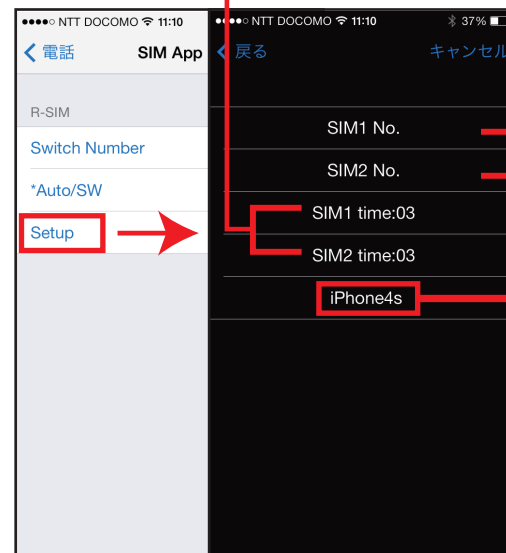 NTT DOCOMO 11:10
電話 SIM App
R-SIM
Switch Number
*Auto/SW
Setup
NTT DOCOMO 11:10 37%
戻る キャンセル
SIM1 No.
SIM2 No.
SIM1 time:03
SIM2 time:03
iPhone4s